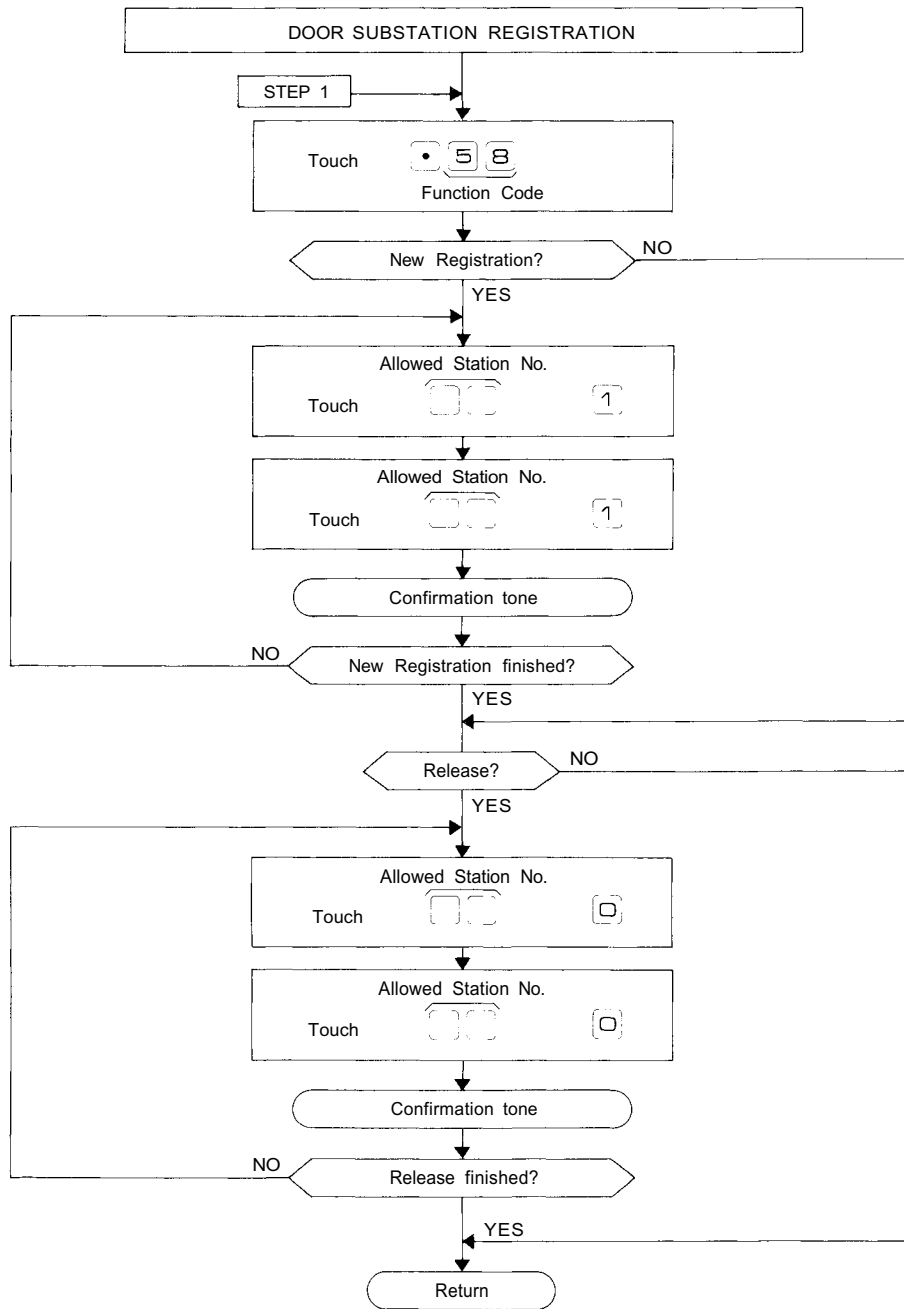 DOOR SUBSTATION REGISTRATION
STEP 1
Touch • 5 8
Function Code
New Registration? NO
YES
Allowed Station No.
Touch 1
Allowed Station No.
Touch 1
Confirmation tone
NO New Registration finished?
YES
Release? NO
YES
Allowed Station No.
Touch 0
Allowed Station No.
Touch 0
Confirmation tone
NO Release finished?
YES
Return